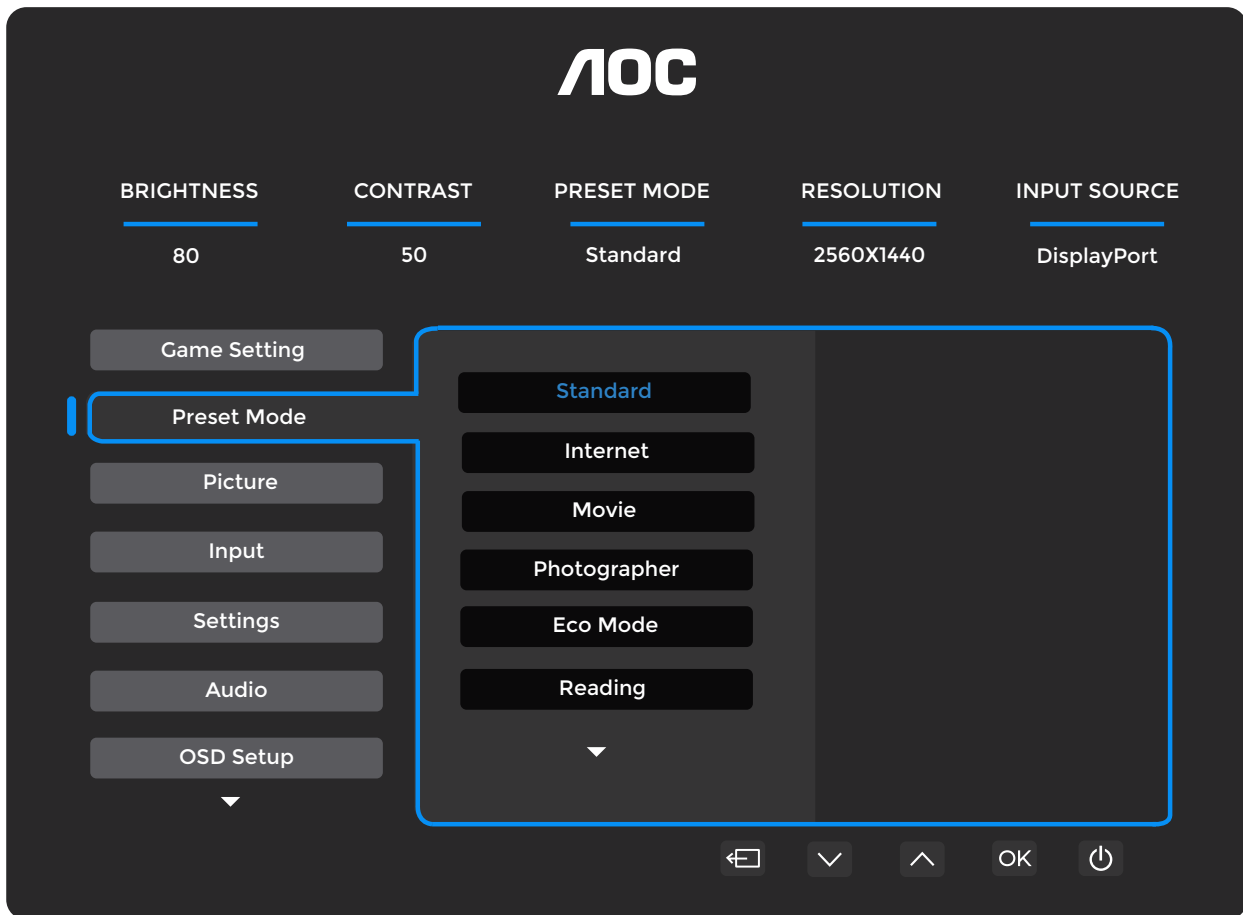 AOC
BRIGHTNESS CONTRAST PRESET MODE RESOLUTION INPUT SOURCE
80 50 Standard 2560X1440 DisplayPort
Game Setting
Preset Mode
Picture
Input
Settings
Audio
OSD Setup
Standard
Internet
Movie
Photographer
Eco Mode
Reading
OK